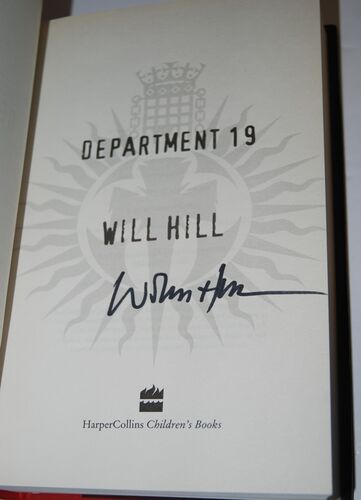 DEPARTMENT 19
WILL HILL
HarperCollins Children's Books